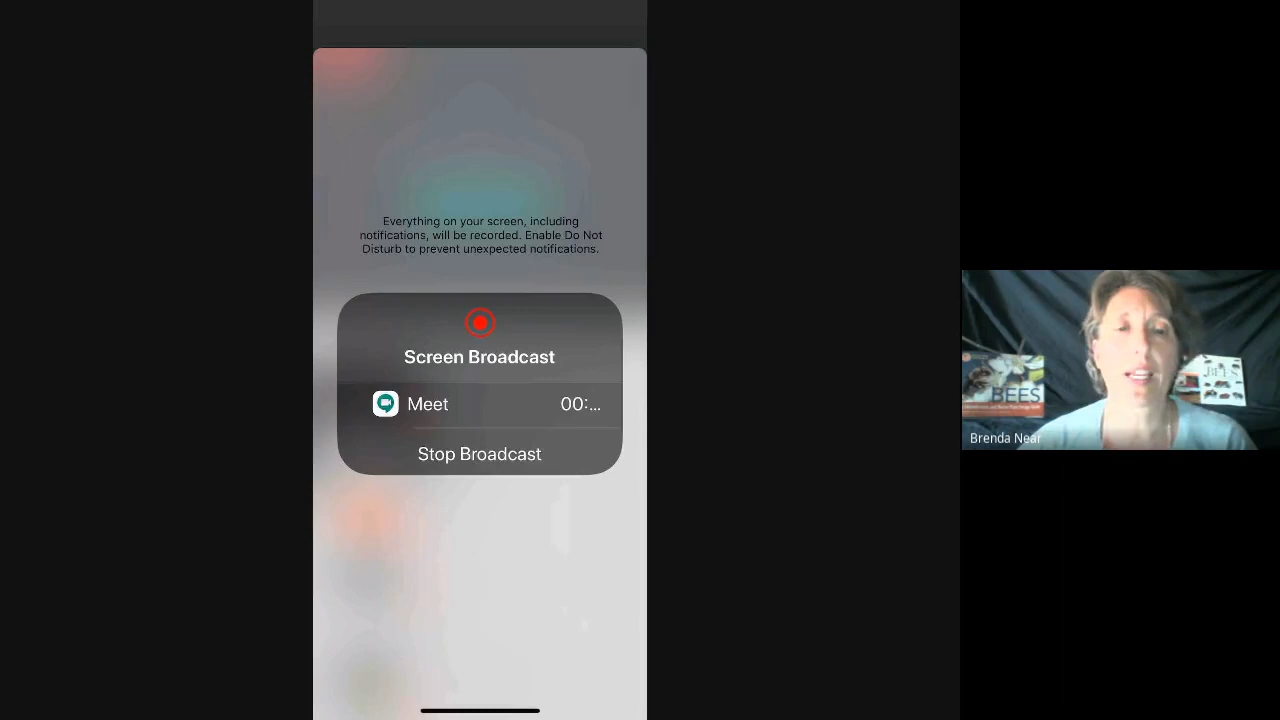 Everything on your screen, including
notifications, will be recorded. Enable Do Not
Disturb to prevent unexpected notifications.
Screen Broadcast
Meet 00:...
Stop Broadcast
BEES
BEES
Brenda Near